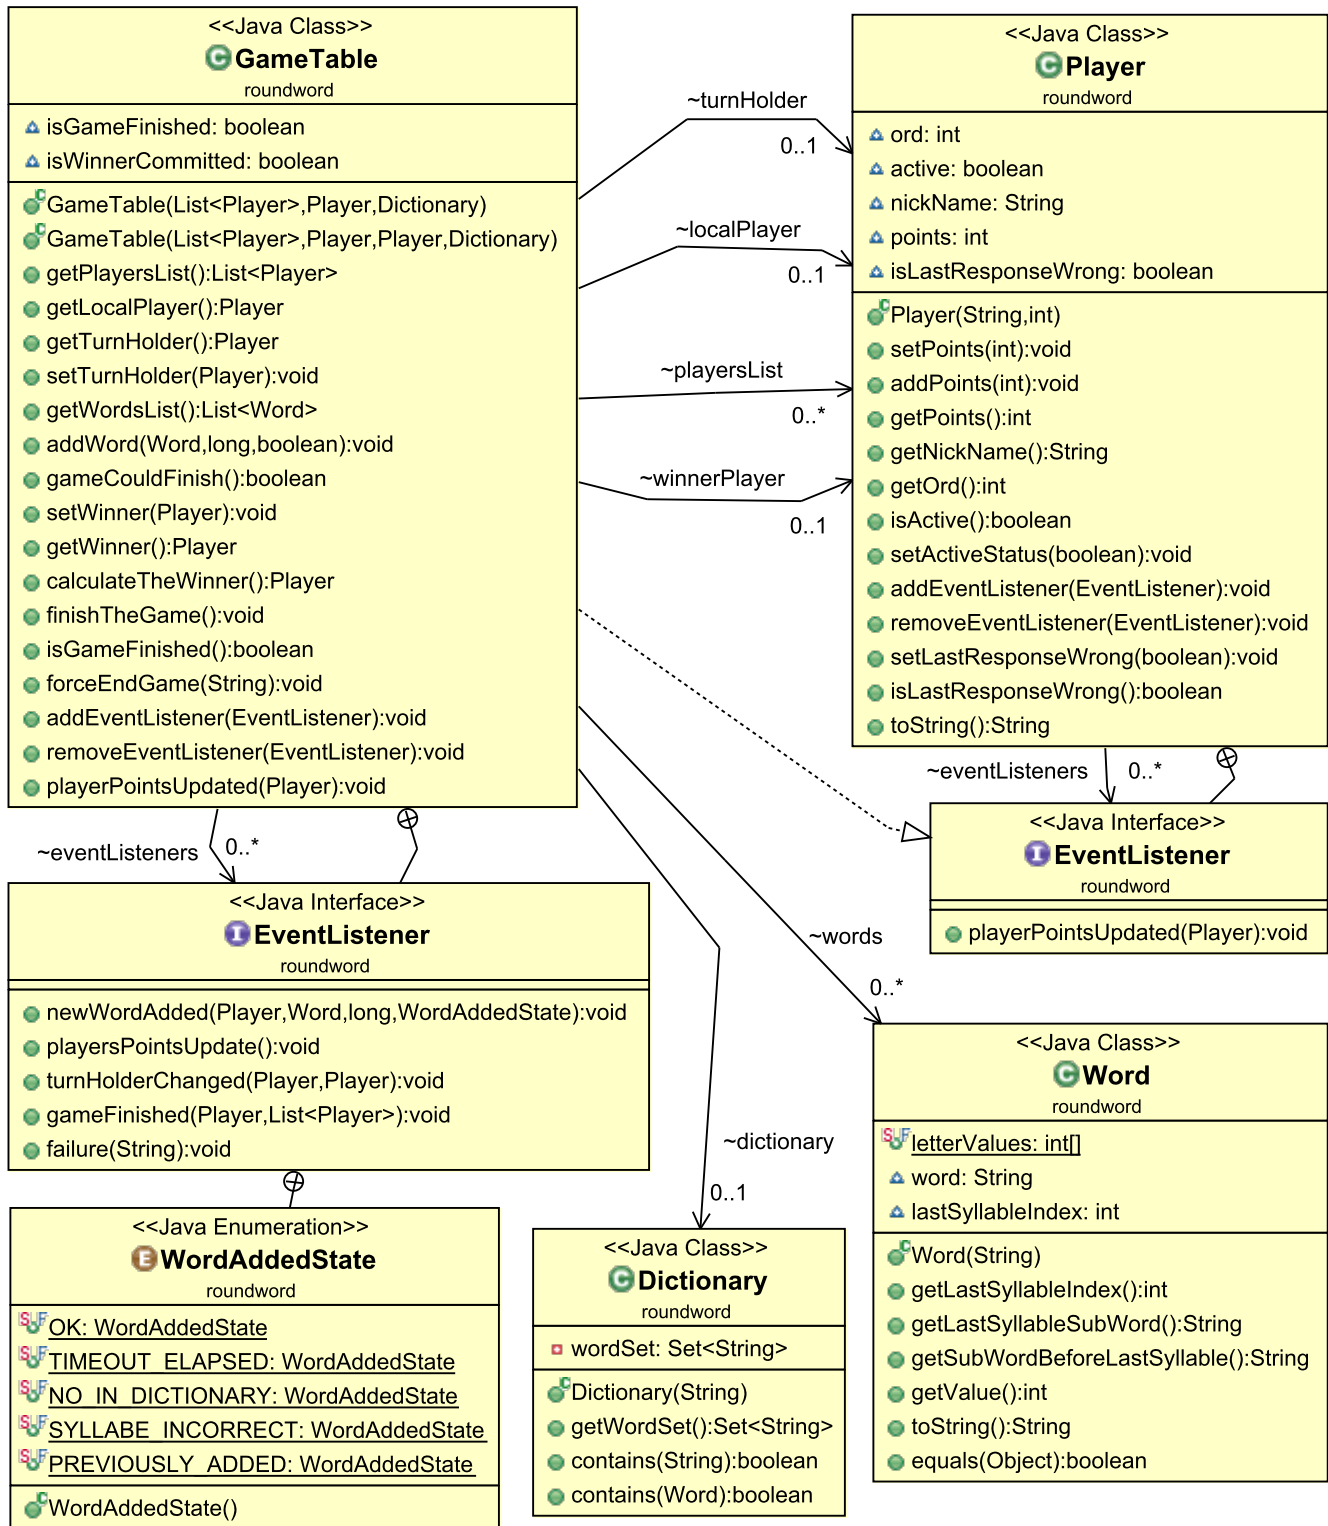 <<Java Class>>
GameTable
roundword
isGameFinished: boolean
isWinnerCommitted: boolean
GameTable(List<Player>,Player,Dictionary)
GameTable(List<Player>,Player,Player,Dictionary)
getPlayersList():List<Player>
getLocalPlayer():Player
getTurnHolder():Player
setTurnHolder(Player):void
getWordsList():List<Word>
addWord(Word,long,boolean):void
gameCouldFinish():boolean
setWinner(Player):void
getWinner():Player
calculateTheWinner():Player
finishTheGame():void
isGameFinished():boolean
forceEndGame(String):void
addEventListener(EventListener):void
removeEventListener(EventListener):void
playerPointsUpdated(Player):void
~turnHolder
0..1
~localPlayer
0..1
~playersList
0..*
~winnerPlayer
0..1
<<Java Class>>
Player
roundword
ord: int
active: boolean
nickName: String
points: int
isLastResponseWrong: boolean
Player(String,int)
setPoints(int):void
addPoints(int):void
getPoints():int
getNickName():String
getOrd():int
isActive():boolean
setActiveStatus(boolean):void
addEventListener(EventListener):void
removeEventListener(EventListener):void
setLastResponseWrong(boolean):void
isLastResponseWrong():boolean
toString():String
~eventListeners
0..*
<<Java Interface>>
EventListener
roundword
playerPointsUpdated(Player):void
~eventListeners
0..*
<<Java Interface>>
EventListener
roundword
newWordAdded(Player,Word,long,WordAddedState):void
playersPointsUpdate():void
turnHolderChanged(Player,Player):void
gameFinished(Player,List<Player>):void
failure(String):void
~words
0..*
~dictionary
0..1
<<Java Enumeration>>
WordAddedState
roundword
OK: WordAddedState
TIMEOUT_ELAPSED: WordAddedState
NO_IN_DICTIONARY: WordAddedState
SYLLABE_INCORRECT: WordAddedState
PREVIOUSLY_ADDED: WordAddedState
WordAddedState()
<<Java Class>>
Dictionary
roundword
wordSet: Set<String>
Dictionary(String)
getWordSet():Set<String>
contains(String):boolean
contains(Word):boolean
<<Java Class>>
Word
roundword
letterValues: int[]
word: String
lastSyllableIndex: int
Word(String)
getLastSyllableIndex():int
getLastSyllableSubWord():String
getSubWordBeforeLastSyllable():String
getValue():int
toString():String
equals(Object):boolean